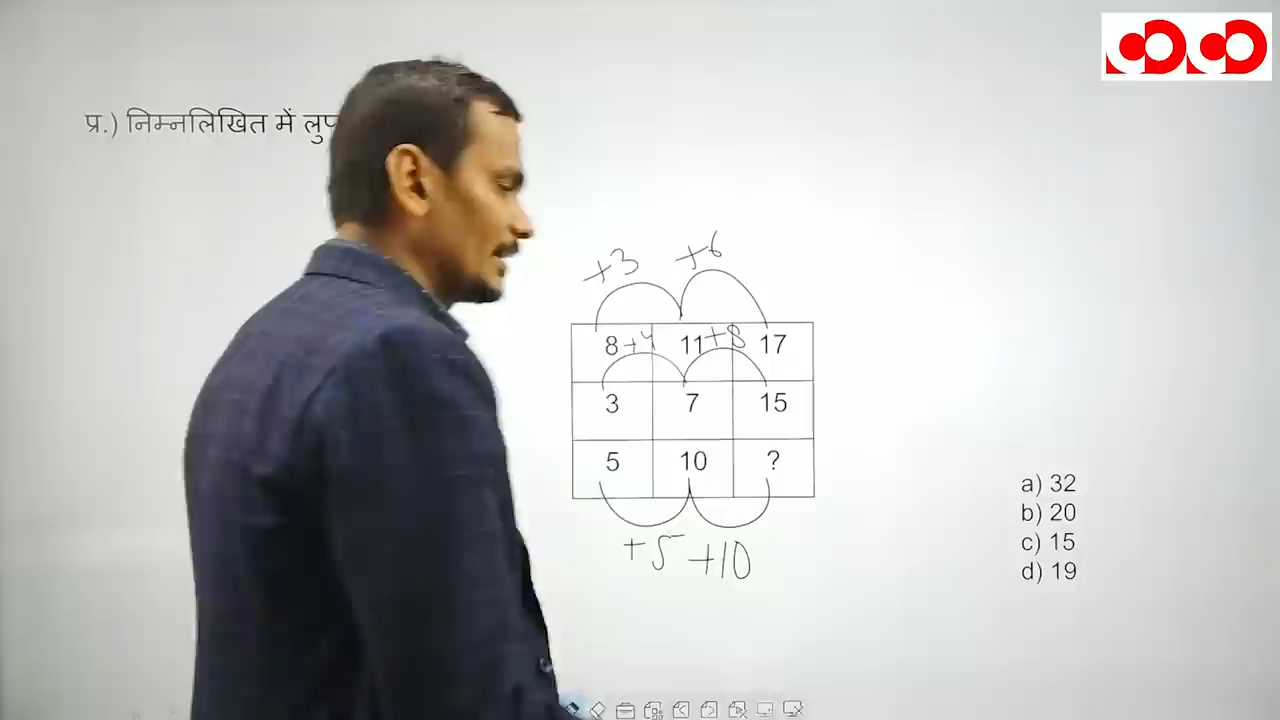 प्र.) निम्नलिखित में
+3 +6
8 +4 11 +8 17
3 7 15
5 10 ?
+5 +10
a) 32
b) 20
c) 15
d) 19